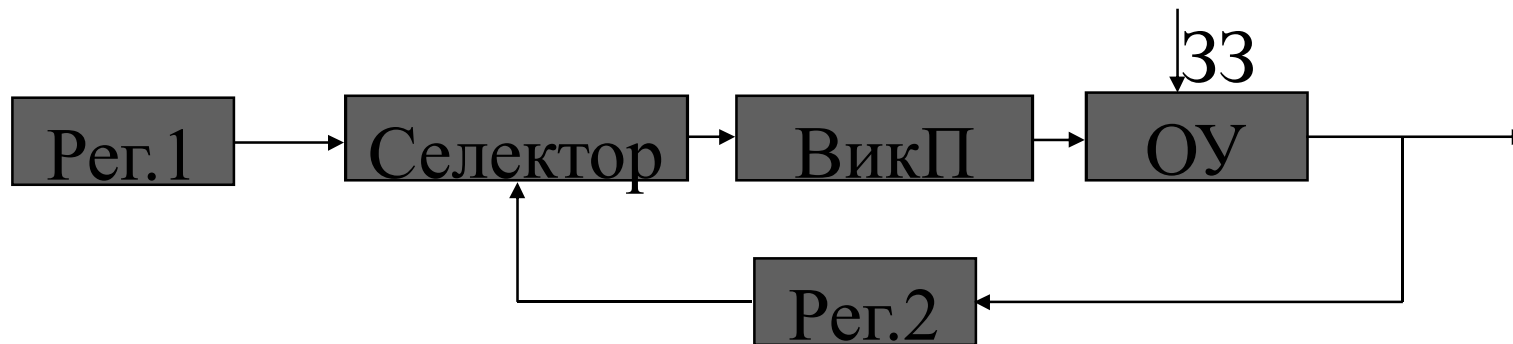 ЗЗ
Рег.1
Селектор
ВикП
ОУ
Рег.2